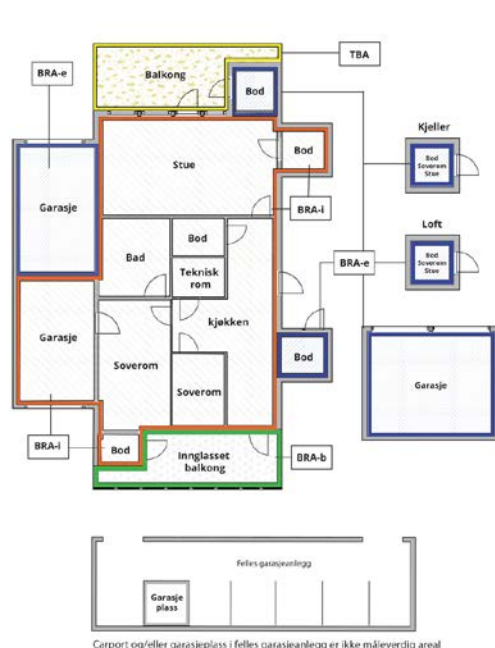 TBA
BRA-e
Balkong
Bod
Kjeller
Bod
Soverom
Stue
Stue
Bod
Garasje
BRA-i
Loft
Bod
Soverom
Stue
Bad
Bod
Teknisk
rom
BRA-e
Garasje
kjøkken
Soverom
Soverom
Bod
Garasje
BRA-i
Bod
Innglasset
balkong
BRA-b
Felles garasjeanlegg
Garasje
plass
Carport og/eller garasjeplass i felles garasjeanlegg er ikke måleverdig areal